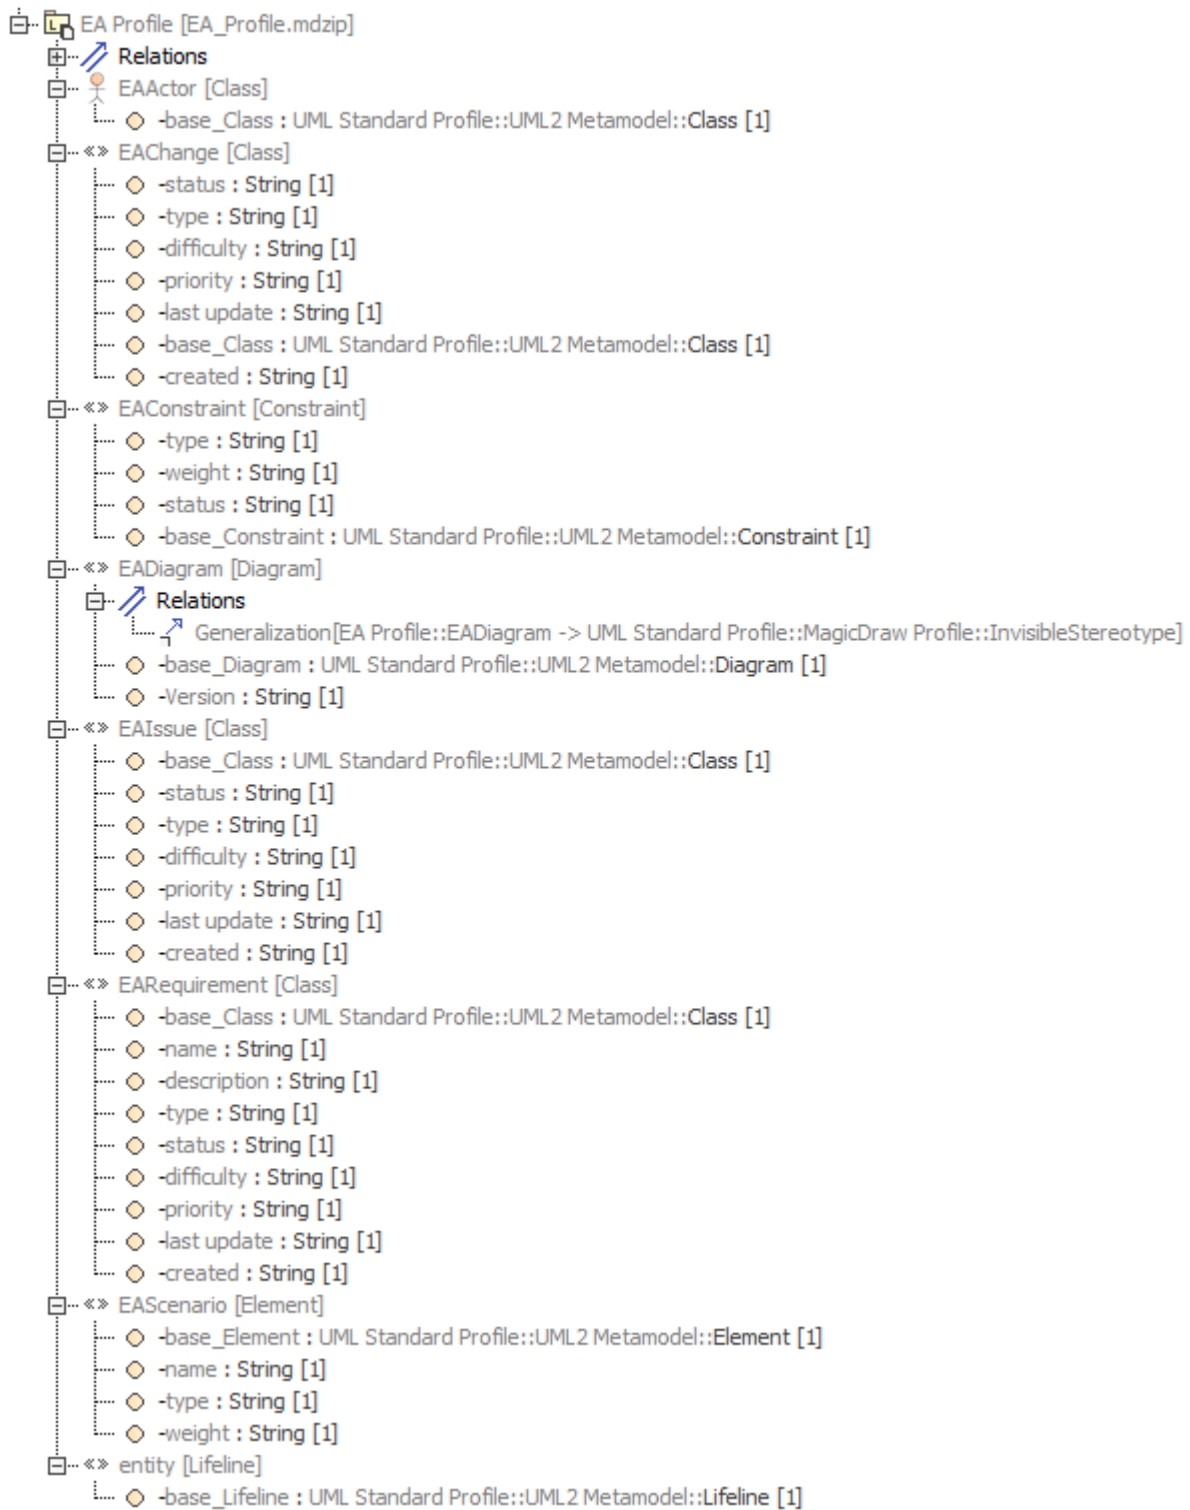 EA Profile [EA_Profile.mdzip]
Relations
EAActor [Class]
-base_Class : UML Standard Profile::UML2 Metamodel::Class [1]
«» EAChange [Class]
-status : String [1]
-type : String [1]
-difficulty : String [1]
-priority : String [1]
-last update : String [1]
-base_Class : UML Standard Profile::UML2 Metamodel::Class [1]
-created : String [1]
«» EAConstraint [Constraint]
-type : String [1]
-weight : String [1]
-status : String [1]
-base_Constraint : UML Standard Profile::UML2 Metamodel::Constraint [1]
«» EADiagram [Diagram]
Relations
Generalization[EA Profile::EADiagram -> UML Standard Profile::MagicDraw Profile::InvisibleStereotype]
-base_Diagram : UML Standard Profile::UML2 Metamodel::Diagram [1]
-Version : String [1]
«» EAIssue [Class]
-base_Class : UML Standard Profile::UML2 Metamodel::Class [1]
-status : String [1]
-type : String [1]
-difficulty : String [1]
-priority : String [1]
-last update : String [1]
-created : String [1]
«» EARequirement [Class]
-base_Class : UML Standard Profile::UML2 Metamodel::Class [1]
-name : String [1]
-description : String [1]
-type : String [1]
-status : String [1]
-difficulty : String [1]
-priority : String [1]
-last update : String [1]
-created : String [1]
«» EAScenario [Element]
-base_Element : UML Standard Profile::UML2 Metamodel::Element [1]
-name : String [1]
-type : String [1]
-weight : String [1]
«» entity [Lifeline]
-base_Lifeline : UML Standard Profile::UML2 Metamodel::Lifeline [1]